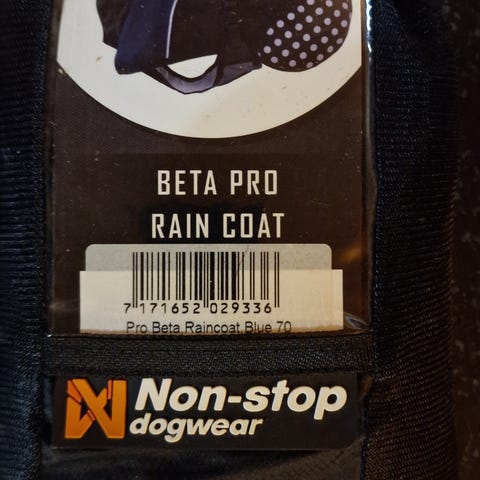 BETA PRO
RAIN COAT
7 171652 029336
Pro Beta,Raincoat,Blue 70
Non-stop
dogwear